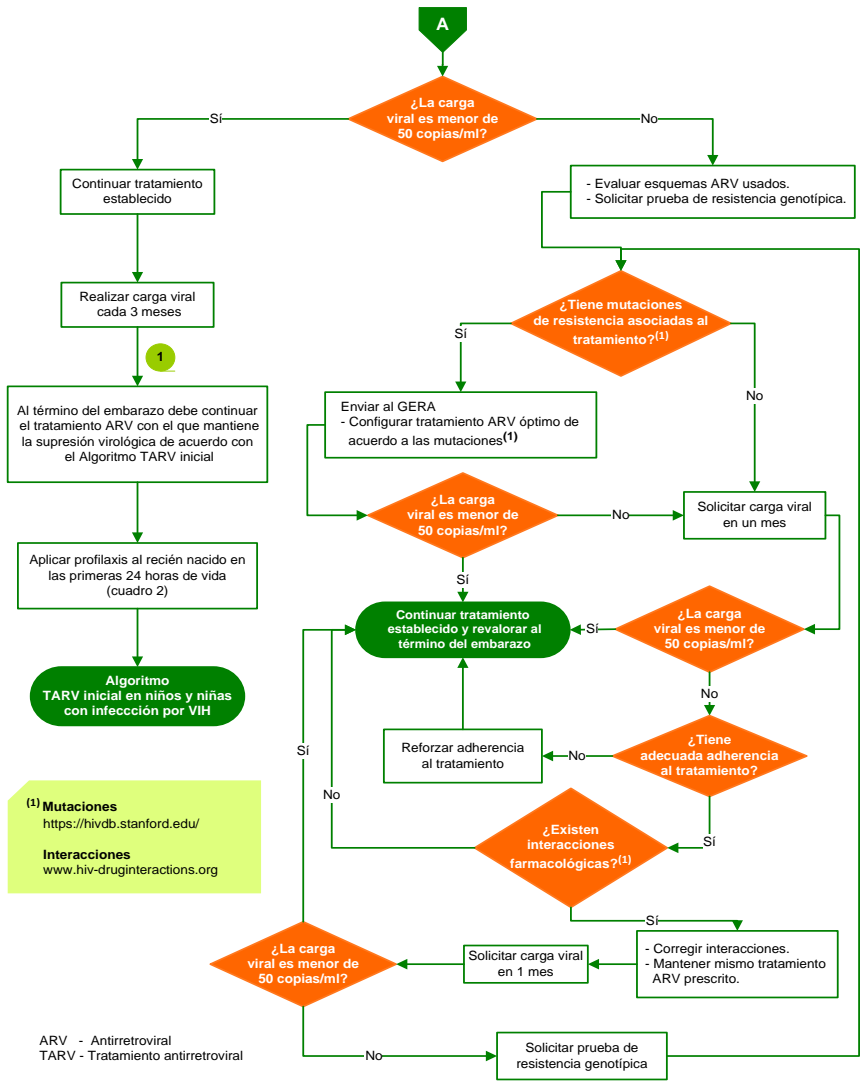 A
¿La carga
viral es menor de
50 copias/ml?
Sí
No
Continuar tratamiento
establecido
- Evaluar esquemas ARV usados.
- Solicitar prueba de resistencia genotípica.
Realizar carga viral
cada 3 meses
¿Tiene mutaciones
de resistencia asociadas al
tratamiento?(1)
Sí
No
1
Al término del embarazo debe continuar
el tratamiento ARV con el que mantiene
la supresión virológica de acuerdo con
el Algoritmo TARV inicial
Enviar al GERA
- Configurar tratamiento ARV óptimo de
acuerdo a las mutaciones(1)
¿La carga
viral es menor de
50 copias/ml?
No
Sí
Solicitar carga viral
en un mes
Aplicar profilaxis al recién nacido en
las primeras 24 horas de vida
(cuadro 2)
Continuar tratamiento
establecido y revalorar al
término del embarazo
Sí
¿La carga
viral es menor de
50 copias/ml?
No
Algoritmo
TARV inicial en niños y niñas
con infeccción por VIH
Reforzar adherencia
al tratamiento
No
¿Tiene
adecuada adherencia
al tratamiento?
Sí
Sí
No
(1) Mutaciones
https://hivdb.stanford.edu/
Interacciones
www.hiv-druginteractions.org
¿Existen
interacciones
farmacológicas?(1)
Sí
¿La carga
viral es menor de
50 copias/ml?
Solicitar carga viral
en 1 mes
- Corregir interacciones.
- Mantener mismo tratamiento
ARV prescrito.
ARV - Antirretroviral
TARV - Tratamiento antirretroviral
No
Solicitar prueba de
resistencia genotípica